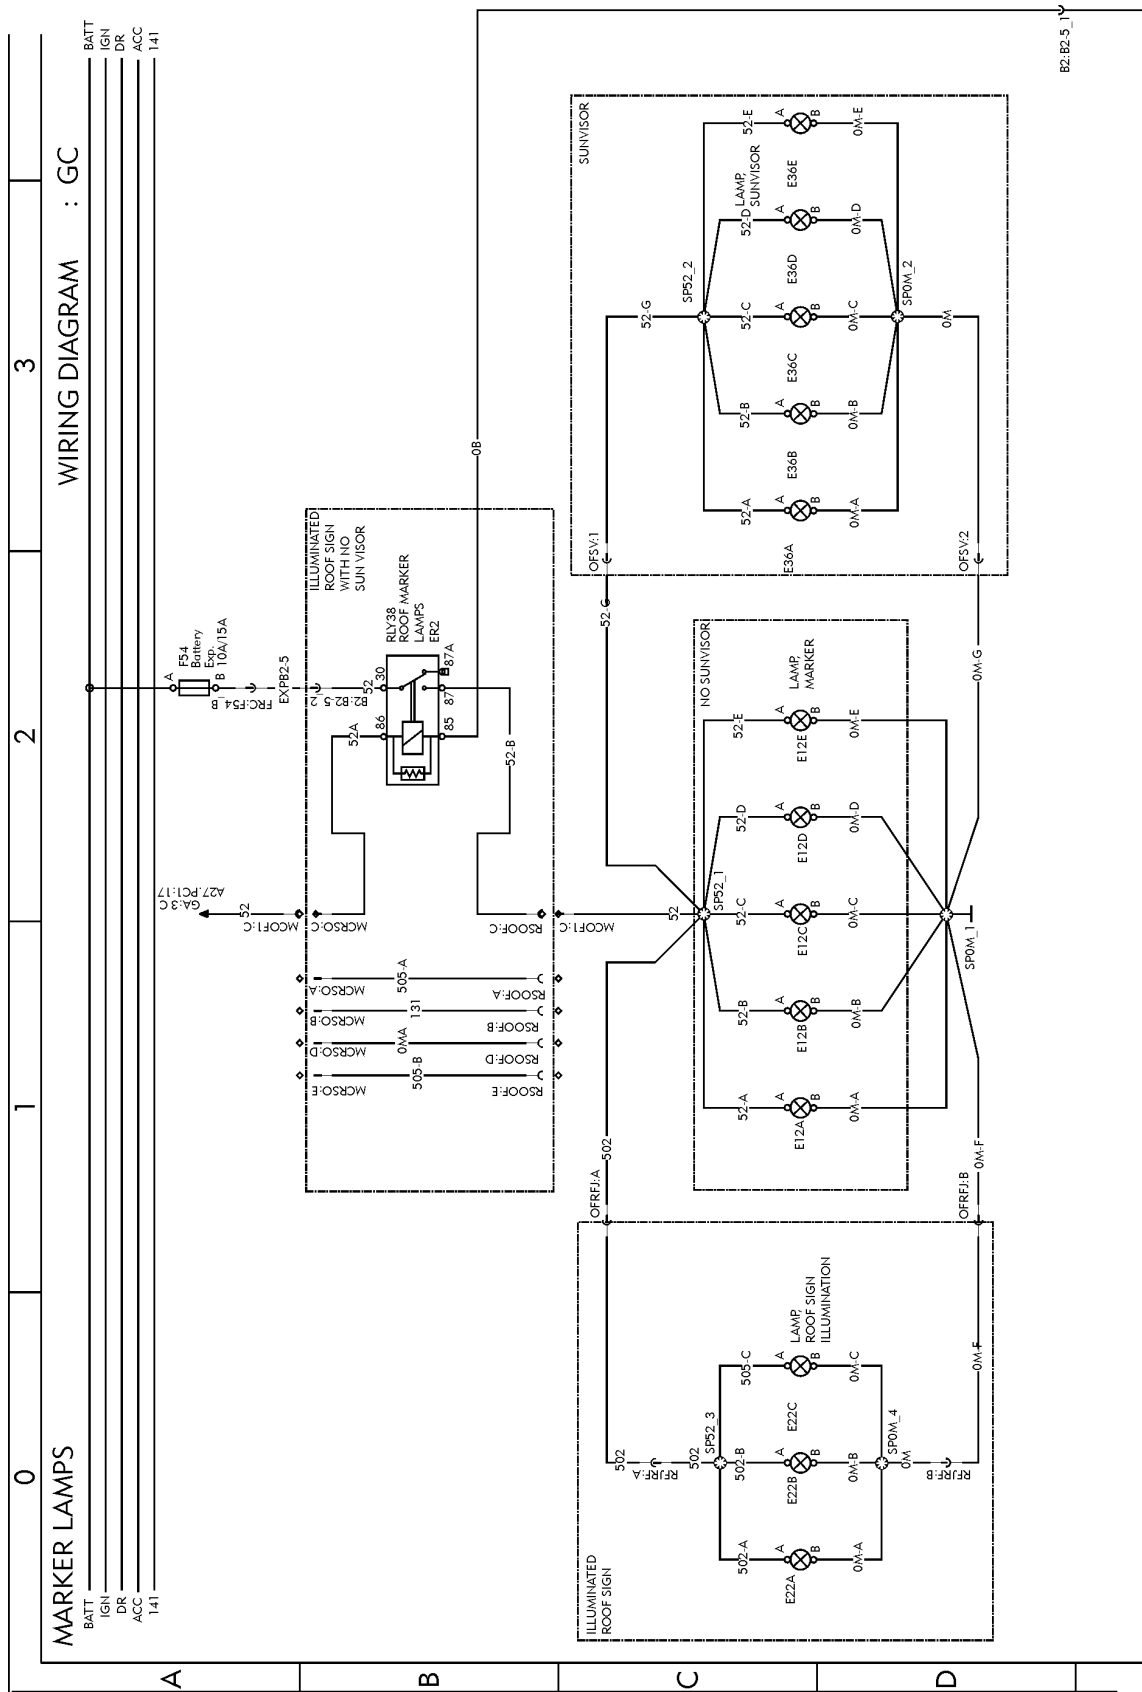 MARKER LAMPS
WIRING DIAGRAM : GC
0
1
2
3
A
B
C
D
BATT
IGN
DR
ACC
141
BATT
IGN
DR
ACC
141
A
F54
Battery
Exp.
10A/15A
B
FRC:F54_B
EXPB2-5
B2:B2-5_2
52
GA:3 C
A27:PC1:17
52
MCOF1:C
ILLUMINATED
ROOF SIGN
WITH NO
SUN VISOR
MCRSO:E
505-B
RSOOF:E
MCRSO:D
0MA
RSOOF:D
MCRSO:B
131
RSOOF:B
MCRSO:A
505-A
RSOOF:A
MCRSO:C
RSOOF:C
MCOF1:C
52A
86
30
RLY38
ROOF MARKER
LAMPS
ER2
85
87
87A
52-B
0B
B2:B2-5_1
ILLUMINATED
ROOF SIGN
502
RFJRF:A
502
SP52_3
502-A
502-B
505-C
A
A
A
E22A
E22B
E22C
LAMP,
ROOF SIGN
ILLUMINATION
B
B
B
0M-A
0M-B
0M-C
SP0M_4
0M
RFJRF:B
0M-F
OFRFJ:A
502
OFRFJ:B
0M-F
52
SP52_1
52-G
NO SUNVISOR
52-A
52-B
52-C
52-D
52-E
A
A
A
A
A
E12A
E12B
E12C
E12D
E12E
LAMP,
MARKER
B
B
B
B
B
0M-A
0M-B
0M-C
0M-D
0M-E
SP0M_1
0M-G
SUNVISOR
OFSV:1
OFSV:2
52-G
SP52_2
52-A
52-B
52-C
52-D
52-E
LAMP,
SUNVISOR
A
A
A
A
A
E36A
E36B
E36C
E36D
E36E
B
B
B
B
B
0M-A
0M-B
0M-C
0M-D
0M-E
SP0M_2
0M